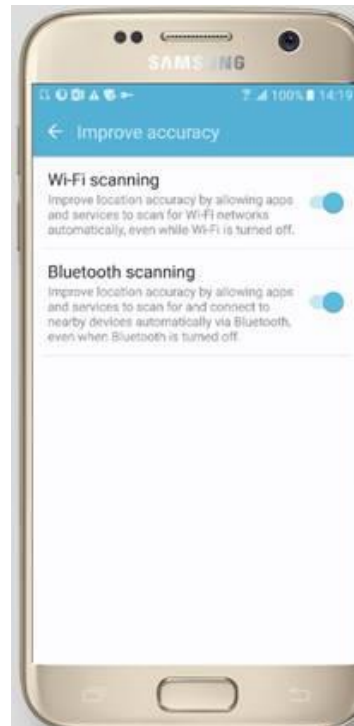 SAMSUNG
100% 14:19
Improve accuracy
Wi-Fi scanning
Improve location accuracy by allowing apps
and services to scan for Wi-Fi networks
automatically, even while Wi-Fi is turned off.
Bluetooth scanning
Improve location accuracy by allowing apps
and services to scan for and connect to
nearby devices automatically via Bluetooth,
even when Bluetooth is turned off.